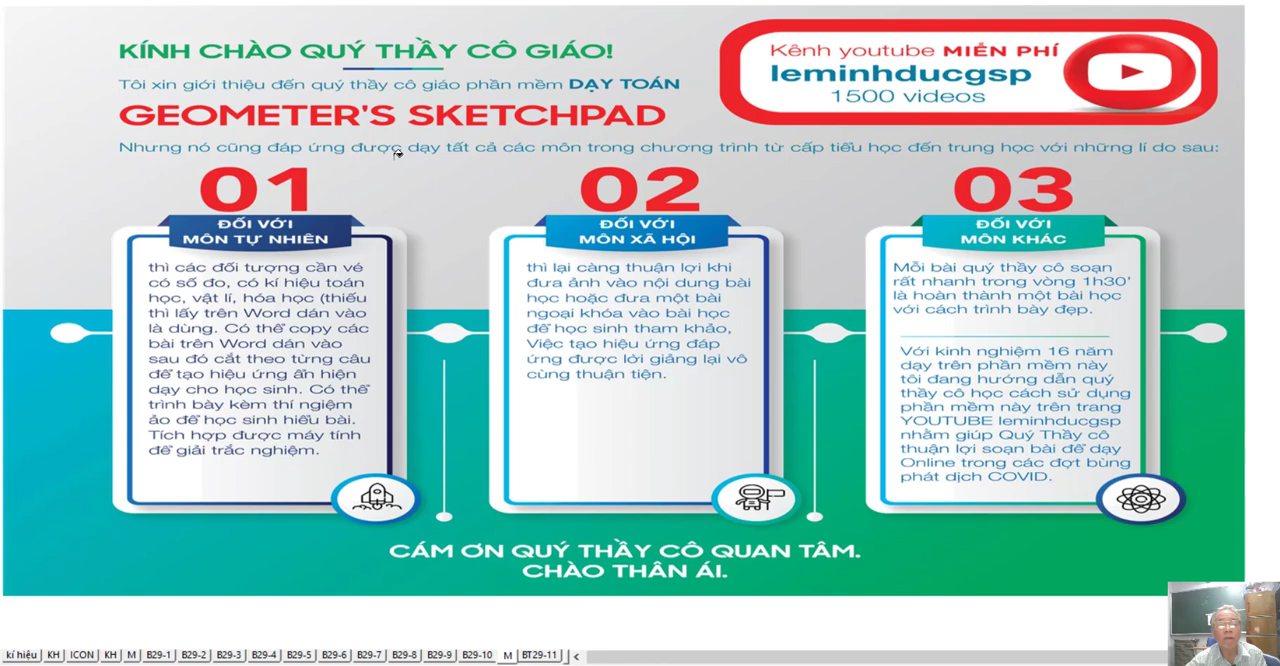 KÍNH CHÀO QUÝ THẦY CÔ GIÁO!
Tôi xin giới thiệu đến quý thầy cô giáo phần mềm DẠY TOÁN
GEOMETER'S SKETCHPAD
Nhưng nó cũng đáp ứng được dạy tất cả các môn trong chương trình từ cấp tiểu học đến trung học với những lí do sau:
Kênh youtube MIỄN PHÍ
leminhducgsp
1500 videos
01
ĐỐI VỚI
MÔN TỰ NHIÊN
thì các đối tượng cần vé
có số đo, có kí hiệu toán
học, vật lí, hóa học (thiếu
thì lấy trên Word dán vào
là dùng. Có thể copy các
bài trên Word dán vào
sau đó cắt theo từng câu
để tạo hiệu ứng ẩn hiện
dạy cho học sinh. Có thể
trình bày kèm thí ngiệm
ảo để học sinh hiểu bài.
Tích hợp được máy tính
để giải trắc nghiệm.
02
ĐỐI VỚI
MÔN XÃ HỘI
thì lại càng thuận lợi khi
đưa ảnh vào nội dung bài
học hoặc đưa một bài
ngoại khóa vào bài học
để học sinh tham khảo,
Việc tạo hiệu ứng đáp
ứng được lời giảng lại vô
cùng thuận tiện.
03
ĐỐI VỚI
MÔN KHÁC
Mỗi bài quý thầy cô soạn
rất nhanh trong vòng 1h30'
là hoàn thành một bài học
với cách trình bày đẹp.
Với kinh nghiệm 16 năm
dạy trên phần mềm này
tôi đang hướng dẫn quý
thầy cô học cách sử dụng
phần mềm này trên trang
YOUTUBE leminhducgsp
nhằm giúp Quý Thầy cô
thuận lợi soạn bài để dạy
Online trong các đợt bùng
phát dịch COVID.
CÁM ƠN QUÝ THẦY CÔ QUAN TÂM.
CHÀO THÂN ÁI.
kí hiệu KH ICON KH M B29-1 B29-2 B29-3 B29-4 B29-5 B29-6 B29-7 B29-8 B29-9 B29-10 M BT29-11